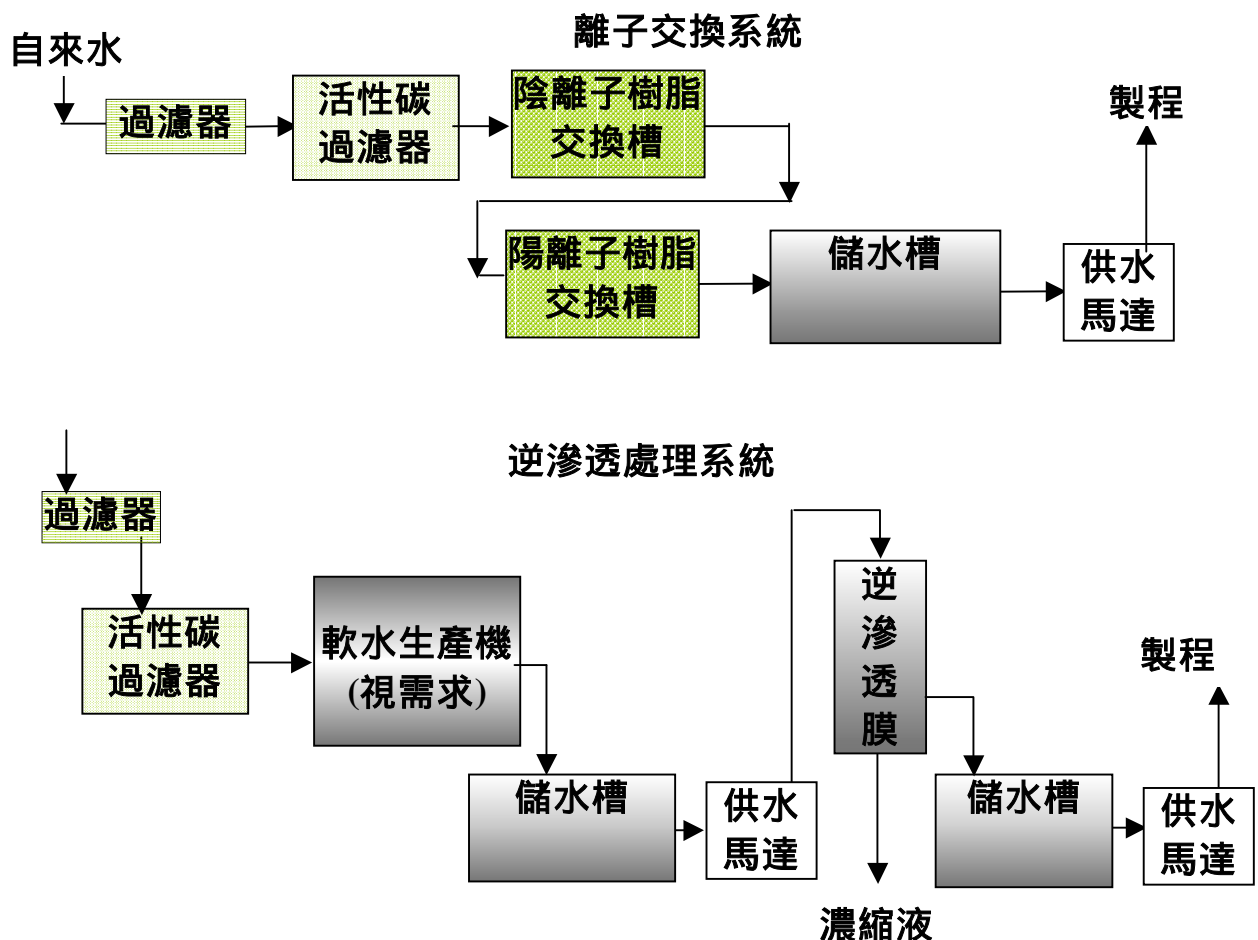 離子交換系統
自來水
過濾器
活性碳
過濾器
陰離子樹脂
交換槽
製程
陽離子樹脂
交換槽
儲水槽
供水
馬達
逆滲透處理系統
過濾器
活性碳
過濾器
軟水生產機
(視需求)
儲水槽
供水
馬達
逆
滲
透
膜
濃縮液
儲水槽
供水
馬達
製程